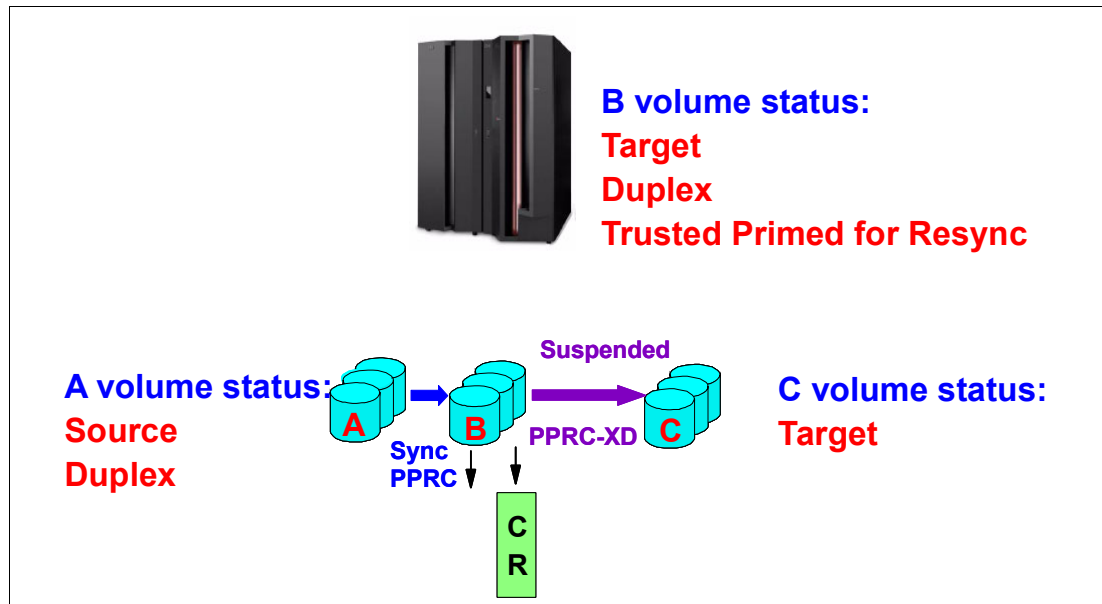 B volume status:
Target
Duplex
Trusted Primed for Resync
Suspended
A volume status:
Source
Duplex
A
B
C
Sync
PPRC
PPRC-XD
C volume status:
Target
C
R